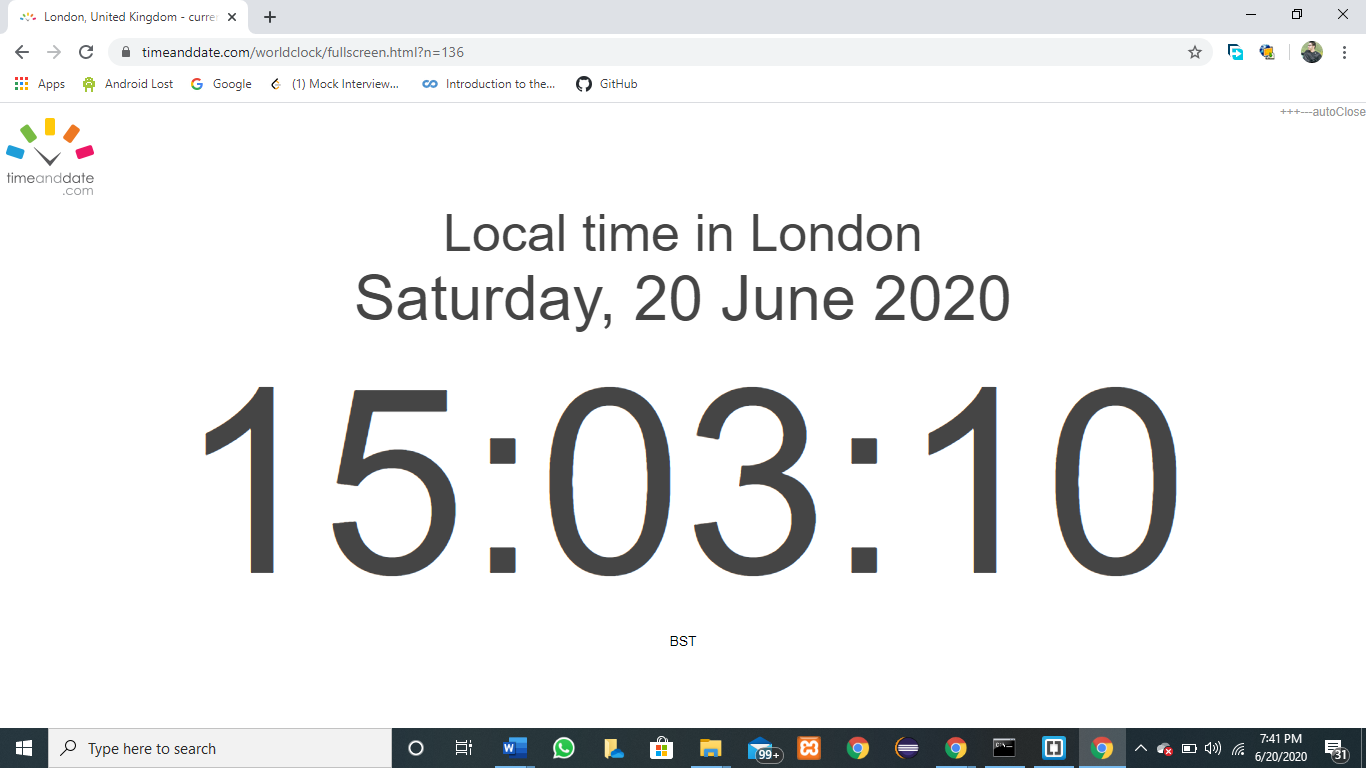 London, United Kingdom - curre
timeanddate.com/worldclock/fullscreen.html?n=136
Apps Android Lost Google (1) Mock Interview... Introduction to the... GitHub
+++---autoClose
timeanddate
.com
Local time in London
Saturday, 20 June 2020
15:03:10
BST
Type here to search
99+
7:41 PM
6/20/2020
31